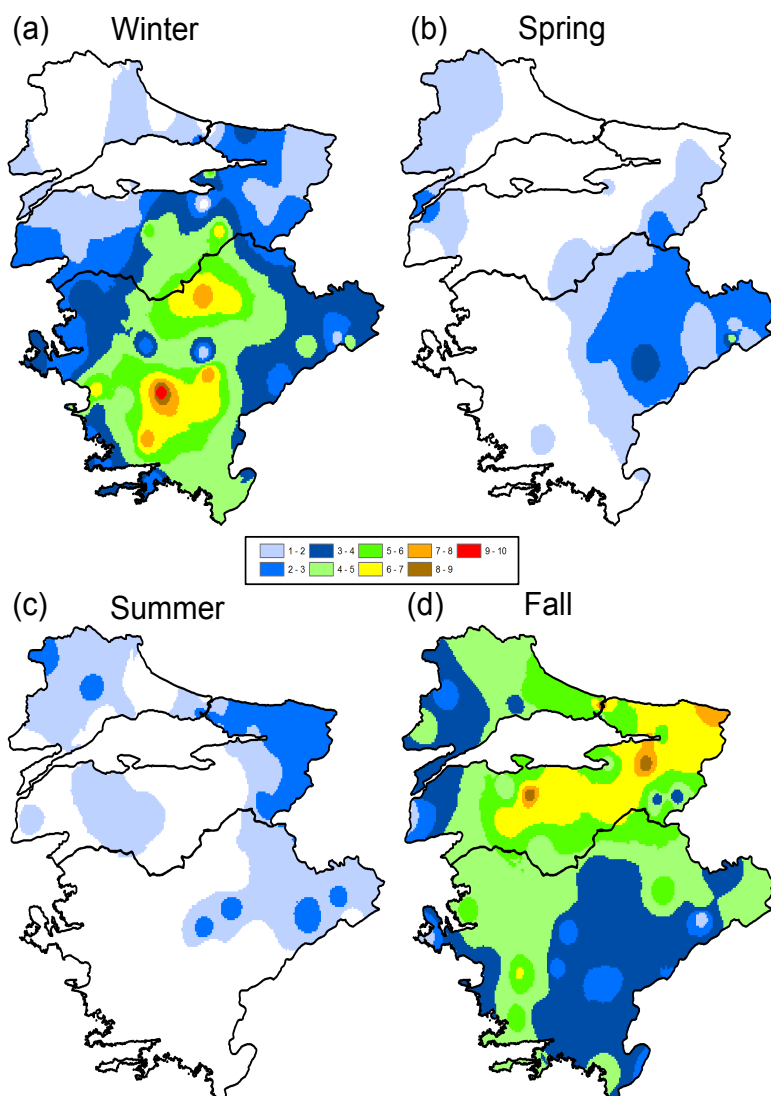 (a) Winter
(b) Spring
1 - 2 3 - 4 5 - 6 7 - 8 9 - 10
2 - 3 4 - 5 6 - 7 8 - 9
(c) Summer
(d) Fall